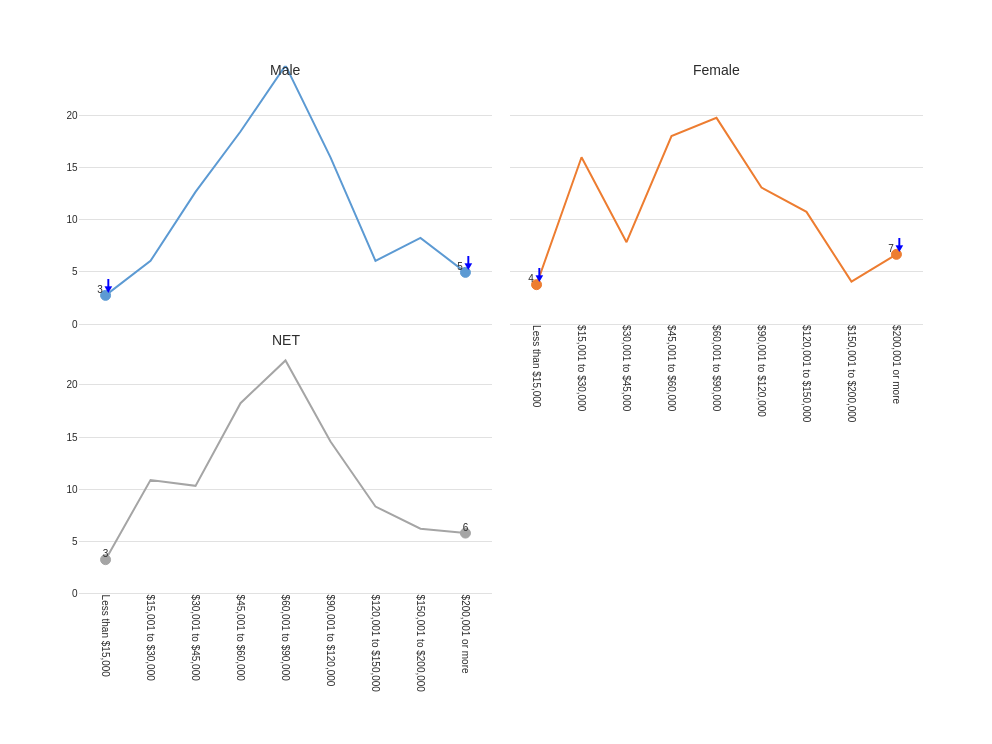 Male
20
15
10
5
0
3
5
Female
4
7
Less than $15,000
$15,001 to $30,000
$30,001 to $45,000
$45,001 to $60,000
$60,001 to $90,000
$90,001 to $120,000
$120,001 to $150,000
$150,001 to $200,000
$200,001 or more
NET
20
15
10
5
0
3
6
Less than $15,000
$15,001 to $30,000
$30,001 to $45,000
$45,001 to $60,000
$60,001 to $90,000
$90,001 to $120,000
$120,001 to $150,000
$150,001 to $200,000
$200,001 or more